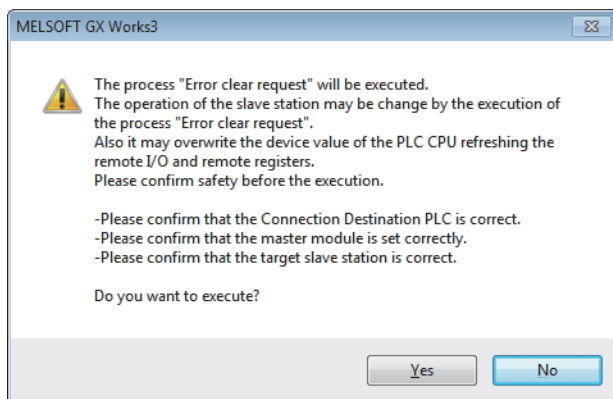 MELSOFT GX Works3
The process "Error clear request" will be executed.
The operation of the slave station may be change by the execution of
the process "Error clear request".
Also it may overwrite the device value of the PLC CPU refreshing the
remote I/O and remote registers.
Please confirm safety before the execution.
-Please confirm that the Connection Destination PLC is correct.
-Please confirm that the master module is set correctly.
-Please confirm that the target slave station is correct.
Do you want to execute?
Yes
No